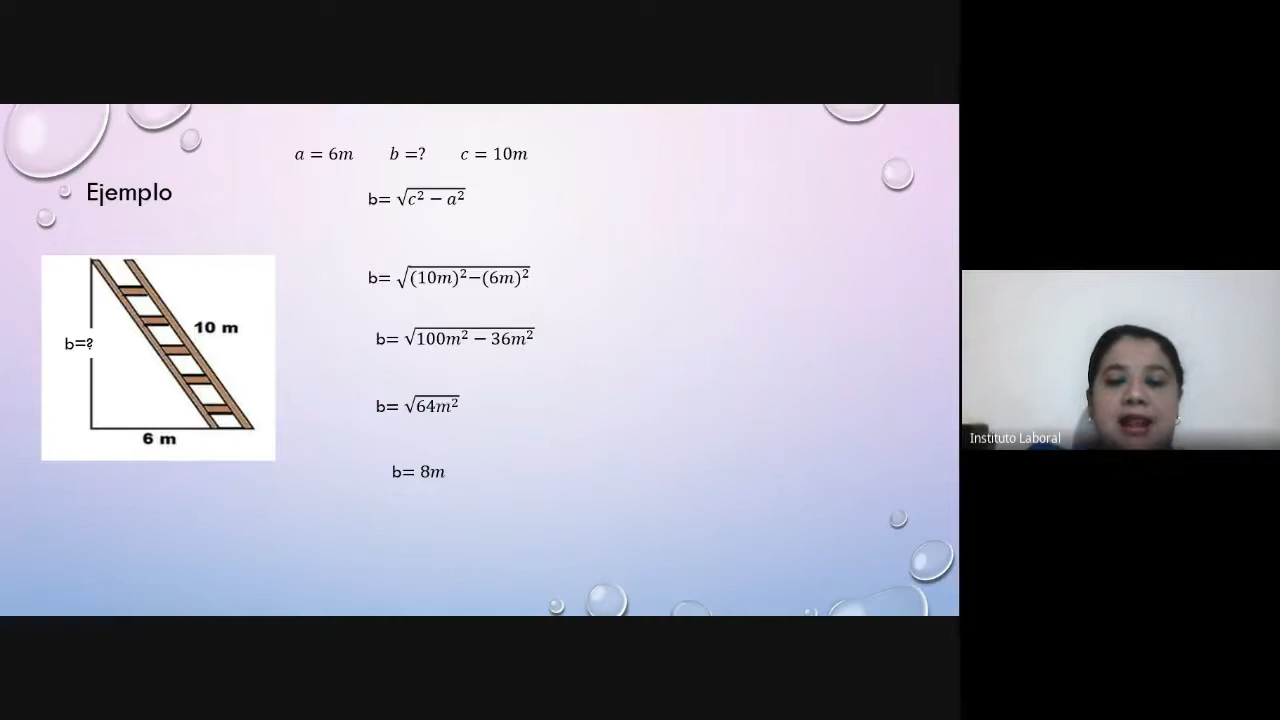 a = 6m b =? c = 10m
Ejemplo
b= √c² − a²
b= √(10m)²−(6m)²
b= √100m² − 36m²
b= √64m²
b= 8m
10 m
b=?
6 m
Instituto Laboral